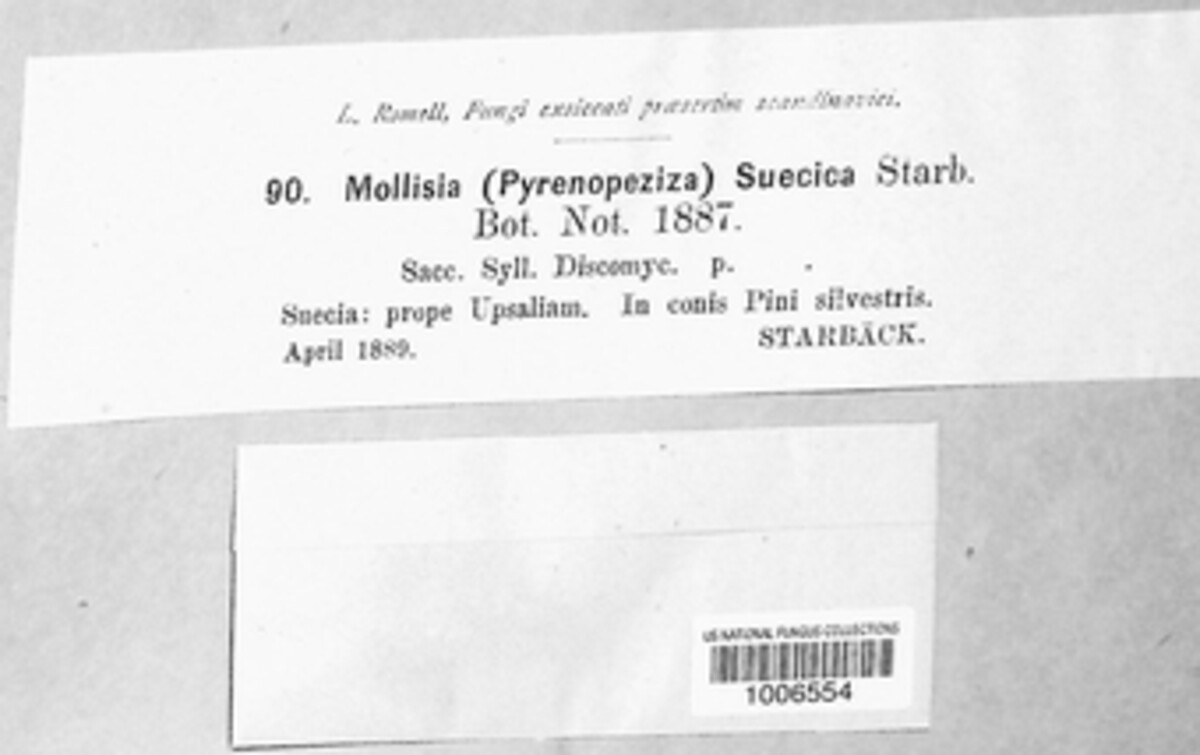 L. Romell, Fungi exsiccati præsertim scandinavici.
90. Mollisia (Pyrenopeziza) Suecica Starb.
Bot. Not. 1887.
Sacc. Syll. Discomyc. p.
Suecia: prope Upsaliam. In conis Pini silvestris.
April 1889. STARBÄCK.
US NATIONAL FUNGUS COLLECTIONS
1006554